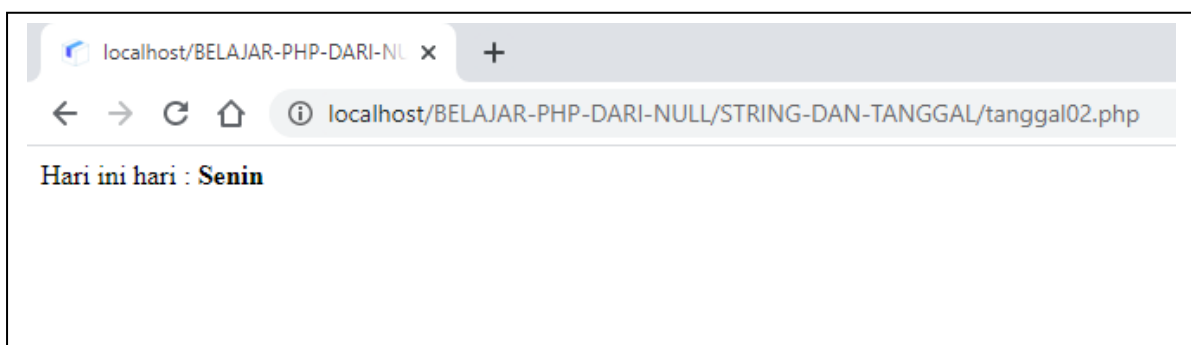 localhost/BELAJAR-PHP-DARI-NU
localhost/BELAJAR-PHP-DARI-NULL/STRING-DAN-TANGGAL/tanggal02.php
Hari ini hari : Senin